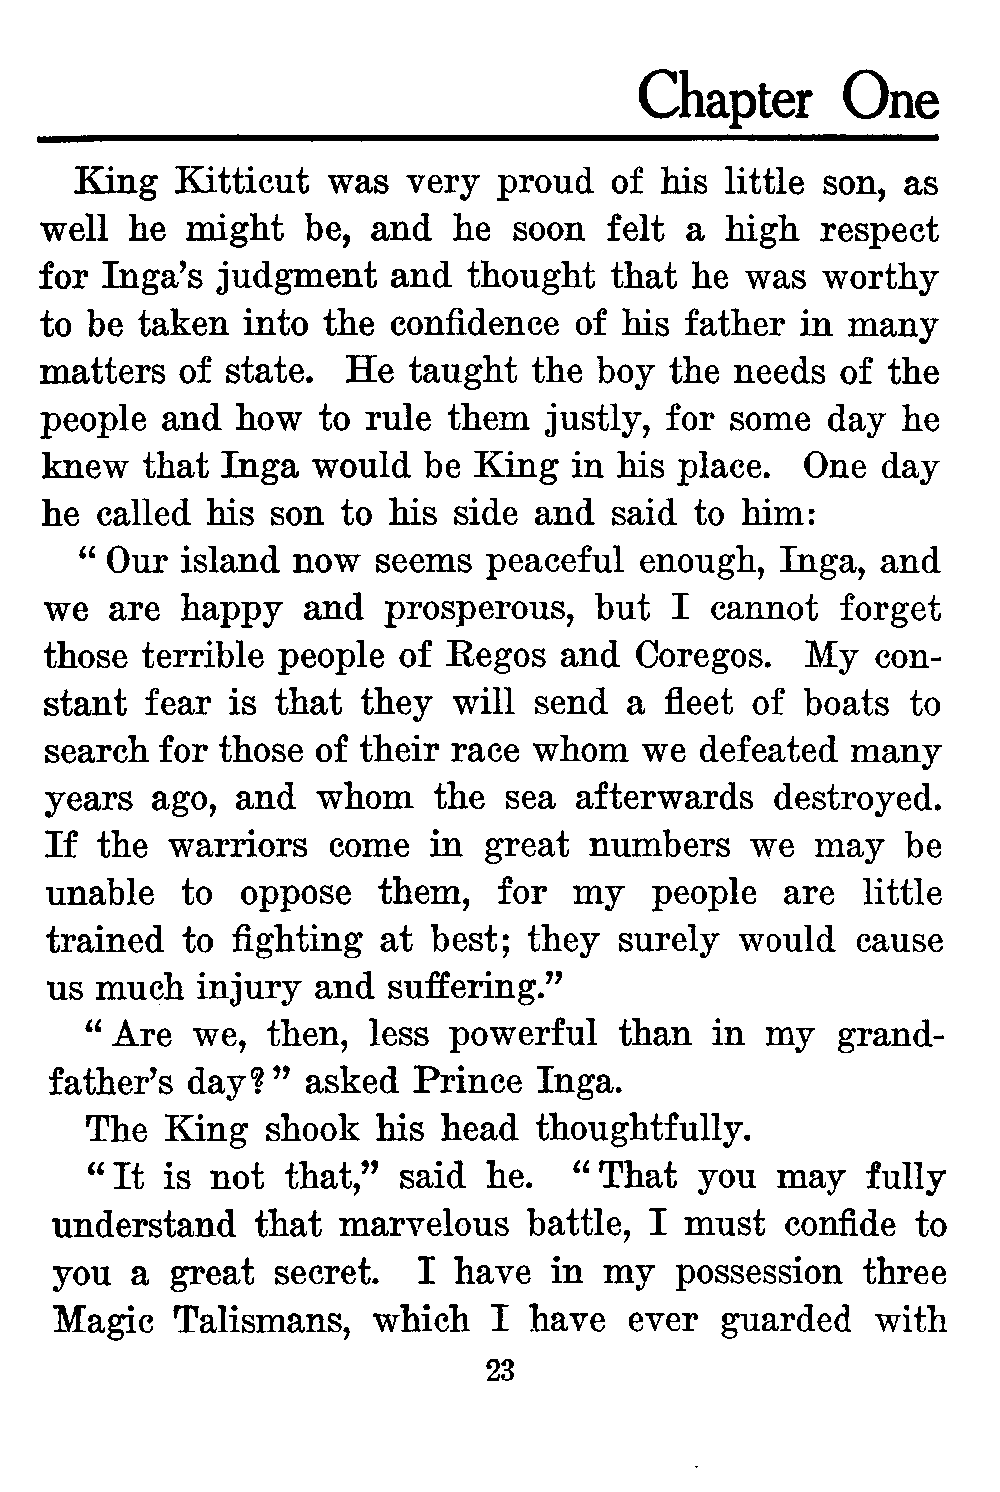 Chapter One
King Kitticut was very proud of his little son, as
well he might be, and he soon felt a high respect
for Inga's judgment and thought that he was worthy
to be taken into the confidence of his father in many
matters of state. He taught the boy the needs of the
people and how to rule them justly, for some day he
knew that Inga would be King in his place. One day
he called his son to his side and said to him:
“Our island now seems peaceful enough, Inga, and
we are happy and prosperous, but I cannot forget
those terrible people of Regos and Coregos. My con-
stant fear is that they will send a fleet of boats to
search for those of their race whom we defeated many
years ago, and whom the sea afterwards destroyed.
If the warriors come in great numbers we may be
unable to oppose them, for my people are little
trained to fighting at best; they surely would cause
us much injury and suffering.”
“Are we, then, less powerful than in my grand-
father's day?” asked Prince Inga.
The King shook his head thoughtfully.
“It is not that,” said he. “That you may fully
understand that marvelous battle, I must confide to
you a great secret. I have in my possession three
Magic Talismans, which I have ever guarded with
23